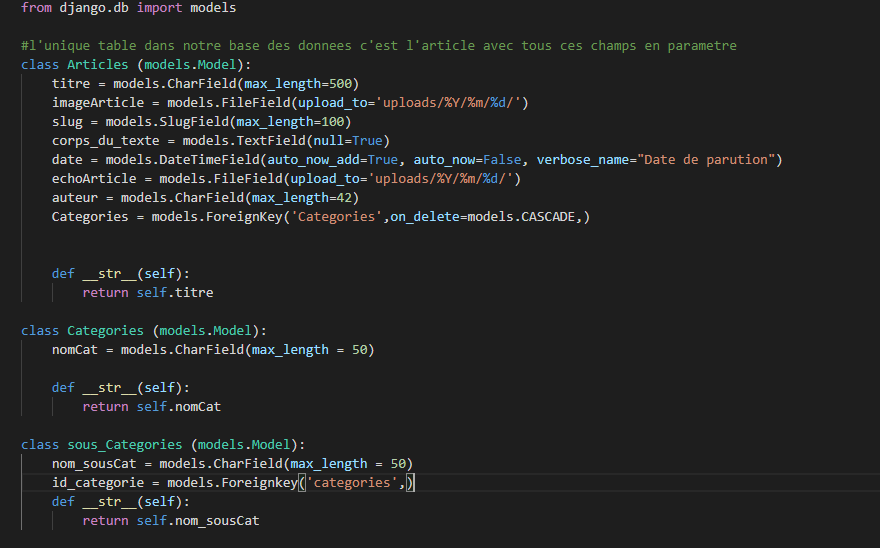 from django.db import models
#l'unique table dans notre base des donnees c'est l'article avec tous ces champs en parametre
class Articles (models.Model):
titre = models.CharField(max_length=500)
imageArticle = models.FileField(upload_to='uploads/%Y/%m/%d/')
slug = models.SlugField(max_length=100)
corps_du_texte = models.TextField(null=True)
date = models.DateTimeField(auto_now_add=True, auto_now=False, verbose_name="Date de parution")
echoArticle = models.FileField(upload_to='uploads/%Y/%m/%d/')
auteur = models.CharField(max_length=42)
Categories = models.ForeignKey('Categories',on_delete=models.CASCADE,)
def __str__(self):
return self.titre
class Categories (models.Model):
nomCat = models.CharField(max_length = 50)
def __str__(self):
return self.nomCat
class sous_Categories (models.Model):
nom_sousCat = models.CharField(max_length = 50)
id_categorie = models.Foreignkey('categories',)
def __str__(self):
return self.nom_sousCat